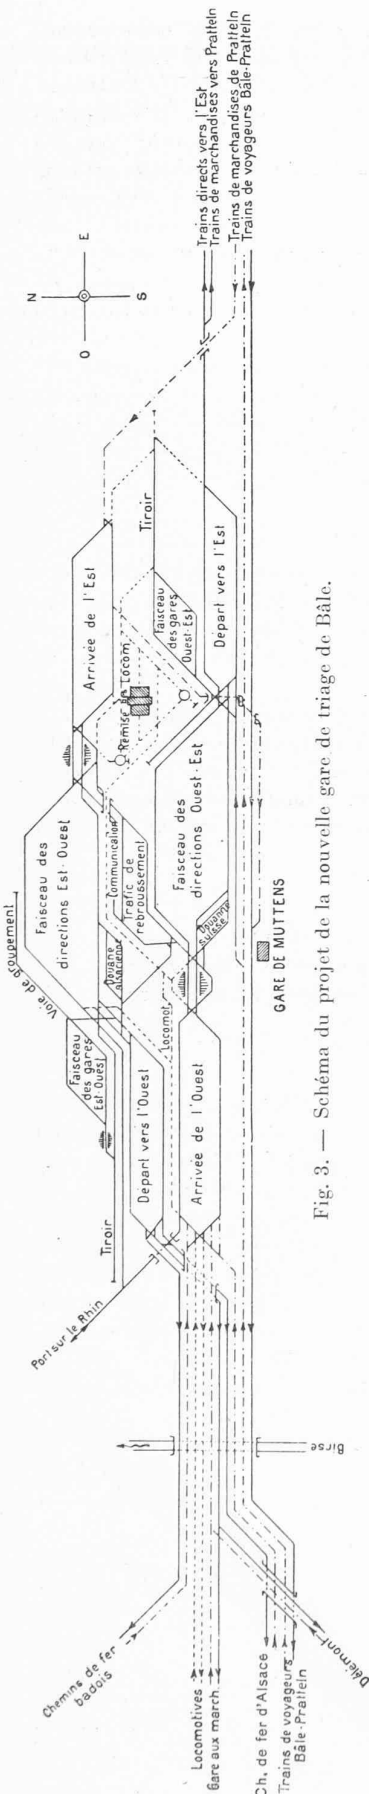 Trains directs vers l'Est
Trains de marchandises vers Pratteln
Trains de marchandises de Pratteln
Trains de voyageurs Bâle-Pratteln
N
E
S
O
Arrivée de l'Est
Tiroir
Faisceau
des gares
Ouest-Est
Départ vers l'Est
Remise de Locom.
Faisceau des
directions Est-Ouest
Voie de groupement
Communication
Trafic de
rebroussement
Faisceau des
directions Ouest-Est
Douane
alsacienne
Douanne
suisse
Faisceau
des gares
Est-Ouest
Locomot.
GARE DE MUTTENS
Tiroir
Départ vers l'Ouest
Arrivée de l'Ouest
Port sur le Rhin
Birse
Chemins de fer
badois
Locomotives
Gare aux march.
Ch. de fer d'Alsace
Trains de voyageurs
Bâle-Pratteln
Délémont
Fig. 3. — Schéma du projet de la nouvelle gare de triage de Bâle.